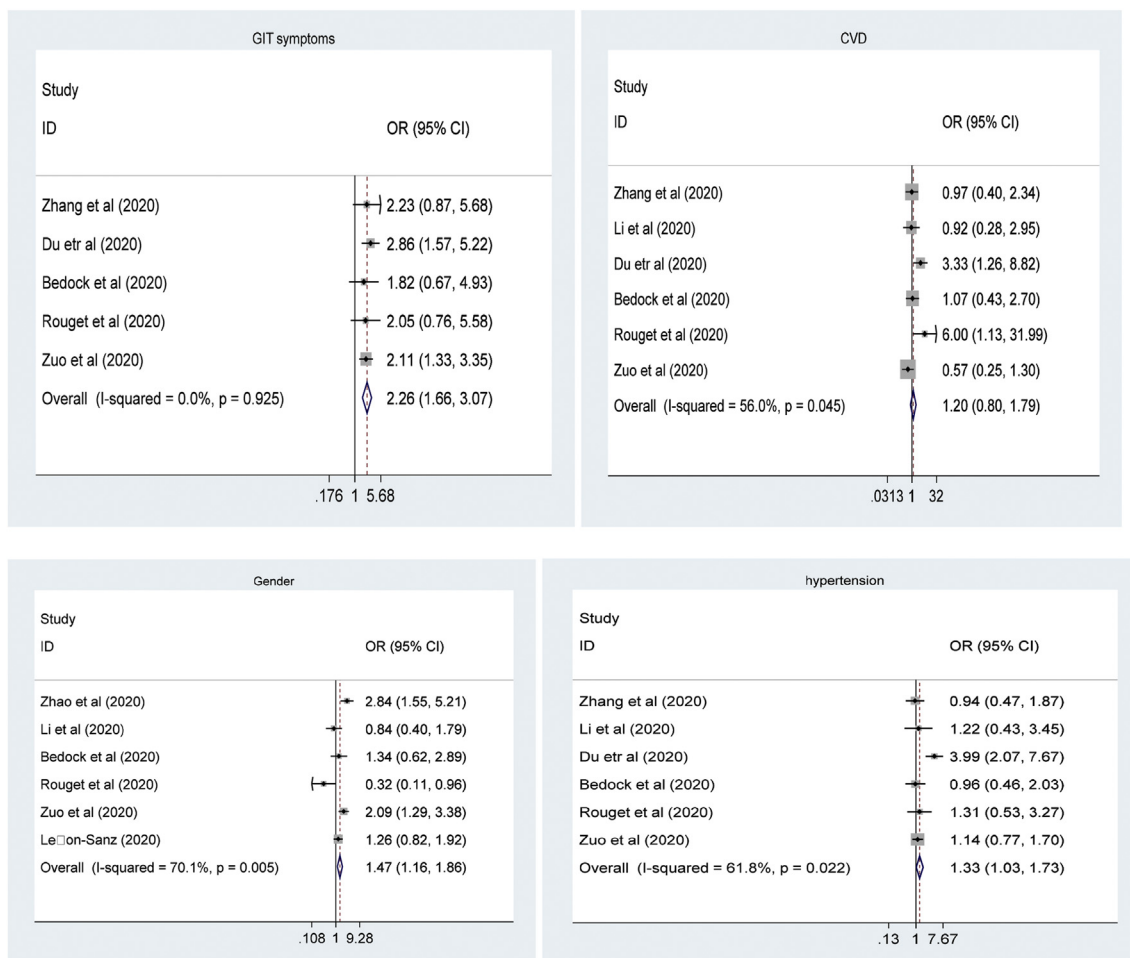 GIT symptoms
Study
ID OR (95% CI)
Zhang et al (2020) 2.23 (0.87, 5.68)
Du etr al (2020) 2.86 (1.57, 5.22)
Bedock et al (2020) 1.82 (0.67, 4.93)
Rouget et al (2020) 2.05 (0.76, 5.58)
Zuo et al (2020) 2.11 (1.33, 3.35)
Overall (I-squared = 0.0%, p = 0.925) 2.26 (1.66, 3.07)
.176 1 5.68
CVD
Study
ID OR (95% CI)
Zhang et al (2020) 0.97 (0.40, 2.34)
Li et al (2020) 0.92 (0.28, 2.95)
Du etr al (2020) 3.33 (1.26, 8.82)
Bedock et al (2020) 1.07 (0.43, 2.70)
Rouget et al (2020) 6.00 (1.13, 31.99)
Zuo et al (2020) 0.57 (0.25, 1.30)
Overall (I-squared = 56.0%, p = 0.045) 1.20 (0.80, 1.79)
.0313 1 32
Gender
Study
ID OR (95% CI)
Zhao et al (2020) 2.84 (1.55, 5.21)
Li et al (2020) 0.84 (0.40, 1.79)
Bedock et al (2020) 1.34 (0.62, 2.89)
Rouget et al (2020) 0.32 (0.11, 0.96)
Zuo et al (2020) 2.09 (1.29, 3.38)
Le□on-Sanz (2020) 1.26 (0.82, 1.92)
Overall (I-squared = 70.1%, p = 0.005) 1.47 (1.16, 1.86)
.108 1 9.28
hypertension
Study
ID OR (95% CI)
Zhang et al (2020) 0.94 (0.47, 1.87)
Li et al (2020) 1.22 (0.43, 3.45)
Du etr al (2020) 3.99 (2.07, 7.67)
Bedock et al (2020) 0.96 (0.46, 2.03)
Rouget et al (2020) 1.31 (0.53, 3.27)
Zuo et al (2020) 1.14 (0.77, 1.70)
Overall (I-squared = 61.8%, p = 0.022) 1.33 (1.03, 1.73)
.13 1 7.67